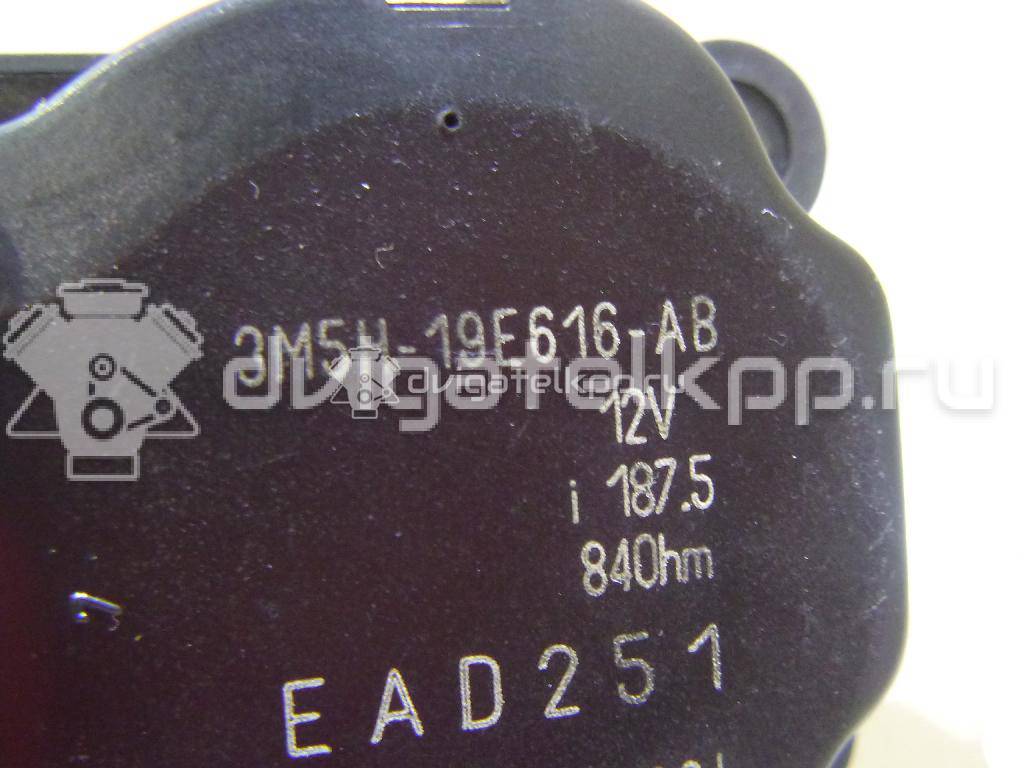 3M5H-19E616-AB
dvigatelkpp.ru
12V
i 187.5
84Ohm
EAD251